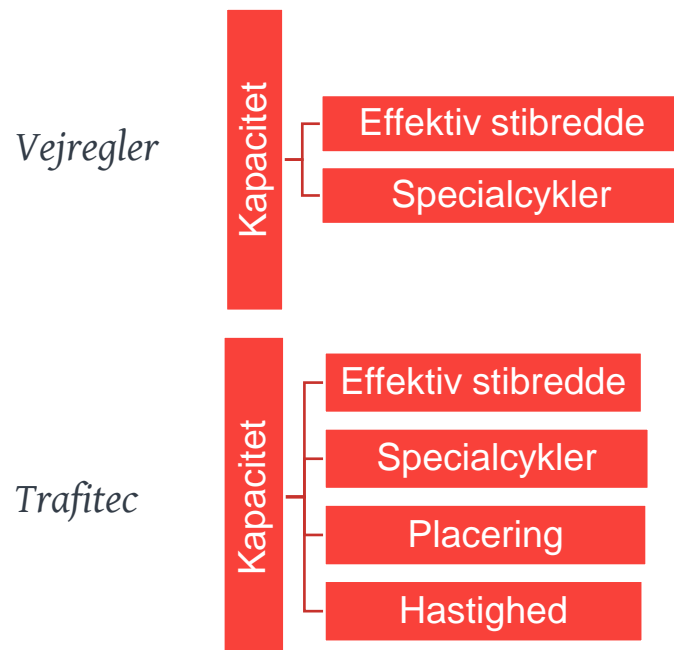 Vejregler
Kapacitet
Effektiv stibredde
Specialcykler
Trafitec
Kapacitet
Effektiv stibredde
Specialcykler
Placering
Hastighed